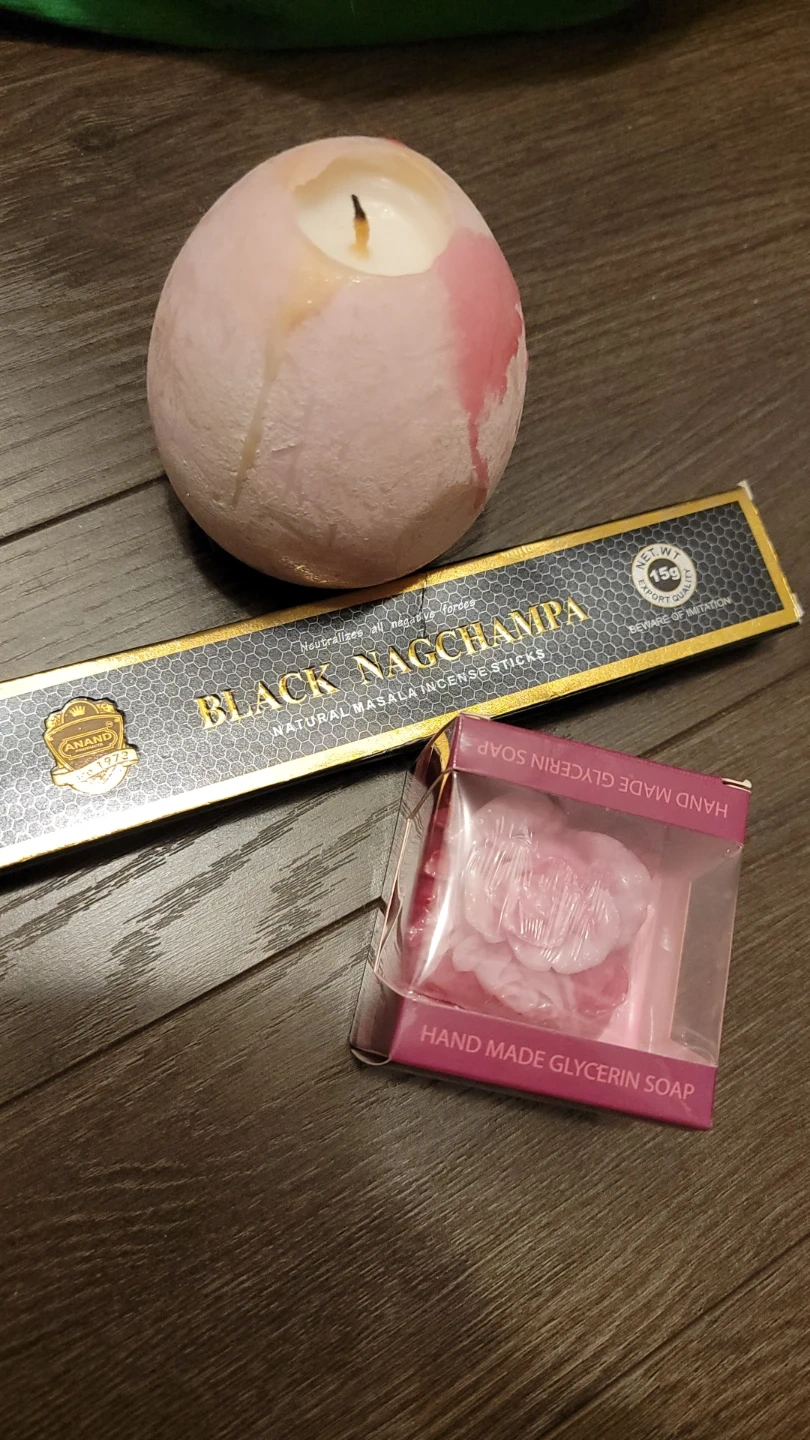 NET.WT
15g
EXPORT QUALITY
BEWARE OF IMITATION
Neutralizes all negative forces
BLACK NAGCHAMPA
NATURAL MASALA INCENSE STICKS
ANAND
Est. 1973
HAND MADE GLYCERIN SOAP
HAND MADE GLYCERIN SOAP